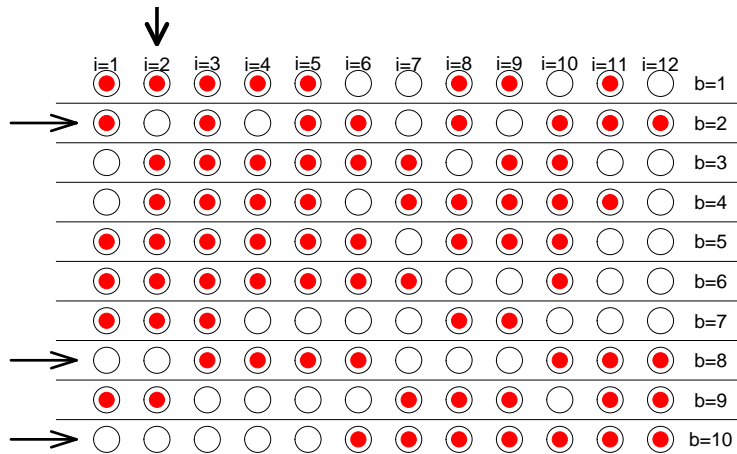 i=1 i=2 i=3 i=4 i=5 i=6 i=7 i=8 i=9 i=10 i=11 i=12
b=1
b=2
b=3
b=4
b=5
b=6
b=7
b=8
b=9
b=10